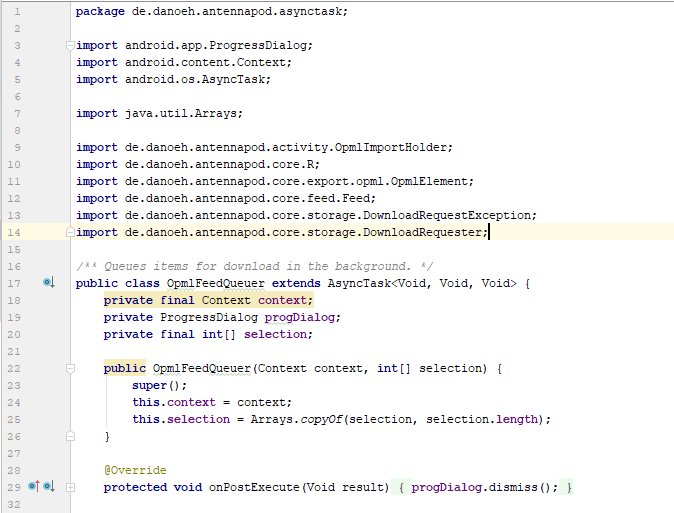 1 package de.danoeh.antennapod.asynctask;
2
3 import android.app.ProgressDialog;
4 import android.content.Context;
5 import android.os.AsyncTask;
6
7 import java.util.Arrays;
8
9 import de.danoeh.antennapod.activity.OpmlImportHolder;
10 import de.danoeh.antennapod.core.R;
11 import de.danoeh.antennapod.core.export.opml.OpmlElement;
12 import de.danoeh.antennapod.core.feed.Feed;
13 import de.danoeh.antennapod.core.storage.DownloadRequestException;
14 import de.danoeh.antennapod.core.storage.DownloadRequester;
15
16 /** Queues items for download in the background. */
17 public class OpmlFeedQueuer extends AsyncTask<Void, Void, Void> {
18     private final Context context;
19     private ProgressDialog progDialog;
20     private final int[] selection;
21
22     public OpmlFeedQueuer(Context context, int[] selection) {
23         super();
24         this.context = context;
25         this.selection = Arrays.copyOf(selection, selection.length);
26     }
27
28     @Override
29     protected void onPostExecute(Void result) { progDialog.dismiss(); }
32